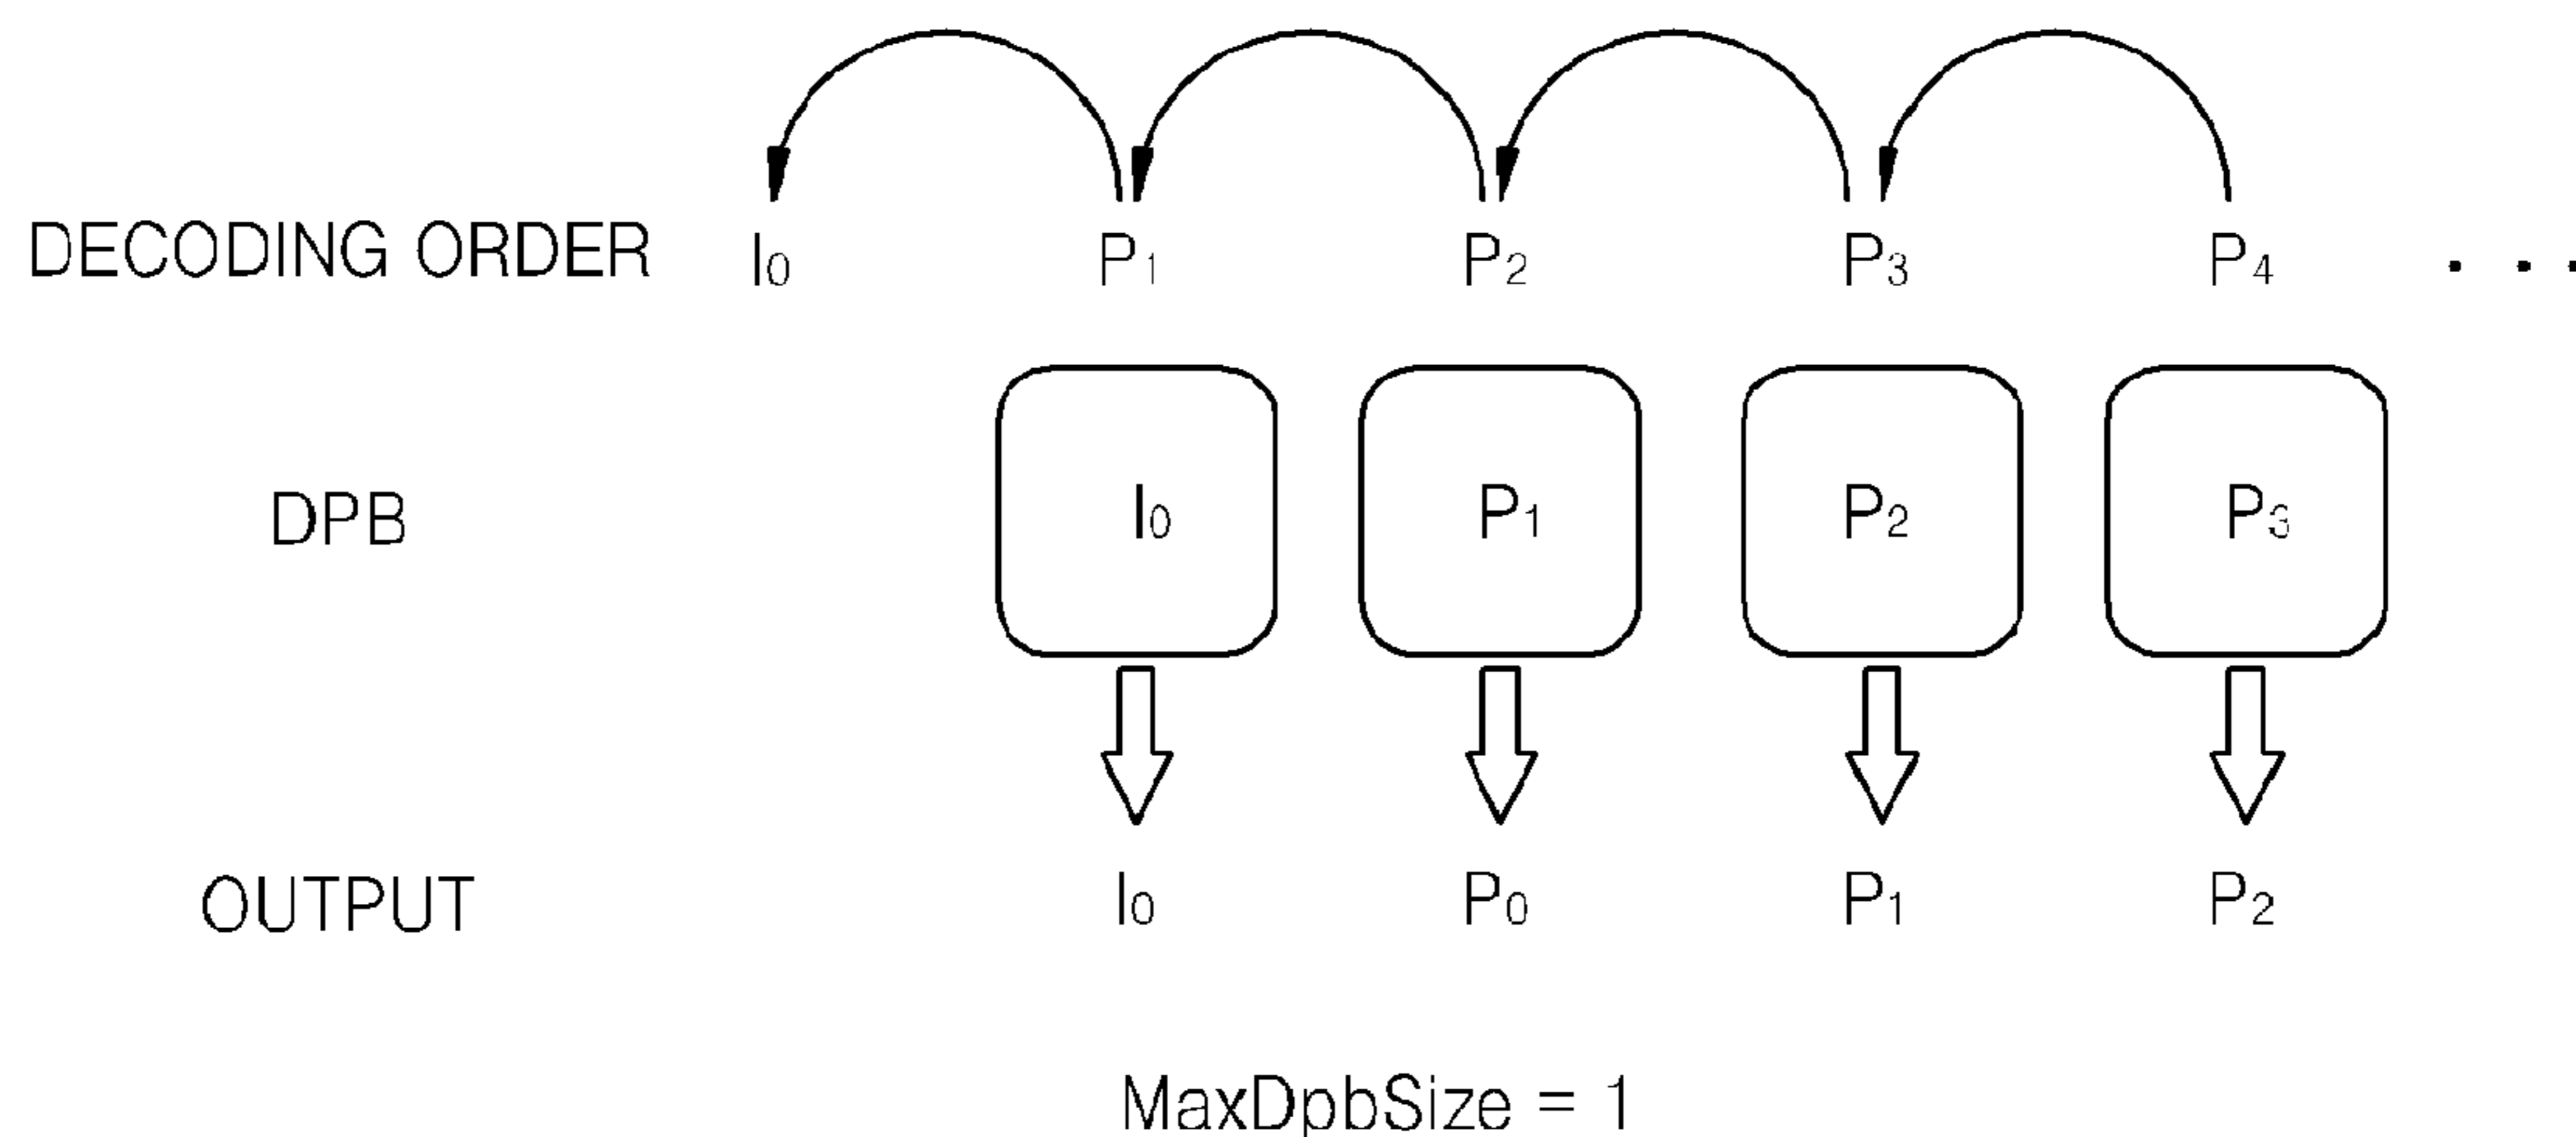 DECODING ORDER I₀ P₁ P₂ P₃ P₄ . . .
DPB I₀ P₁ P₂ P₃
OUTPUT I₀ P₀ P₁ P₂
MaxDpbSize = 1